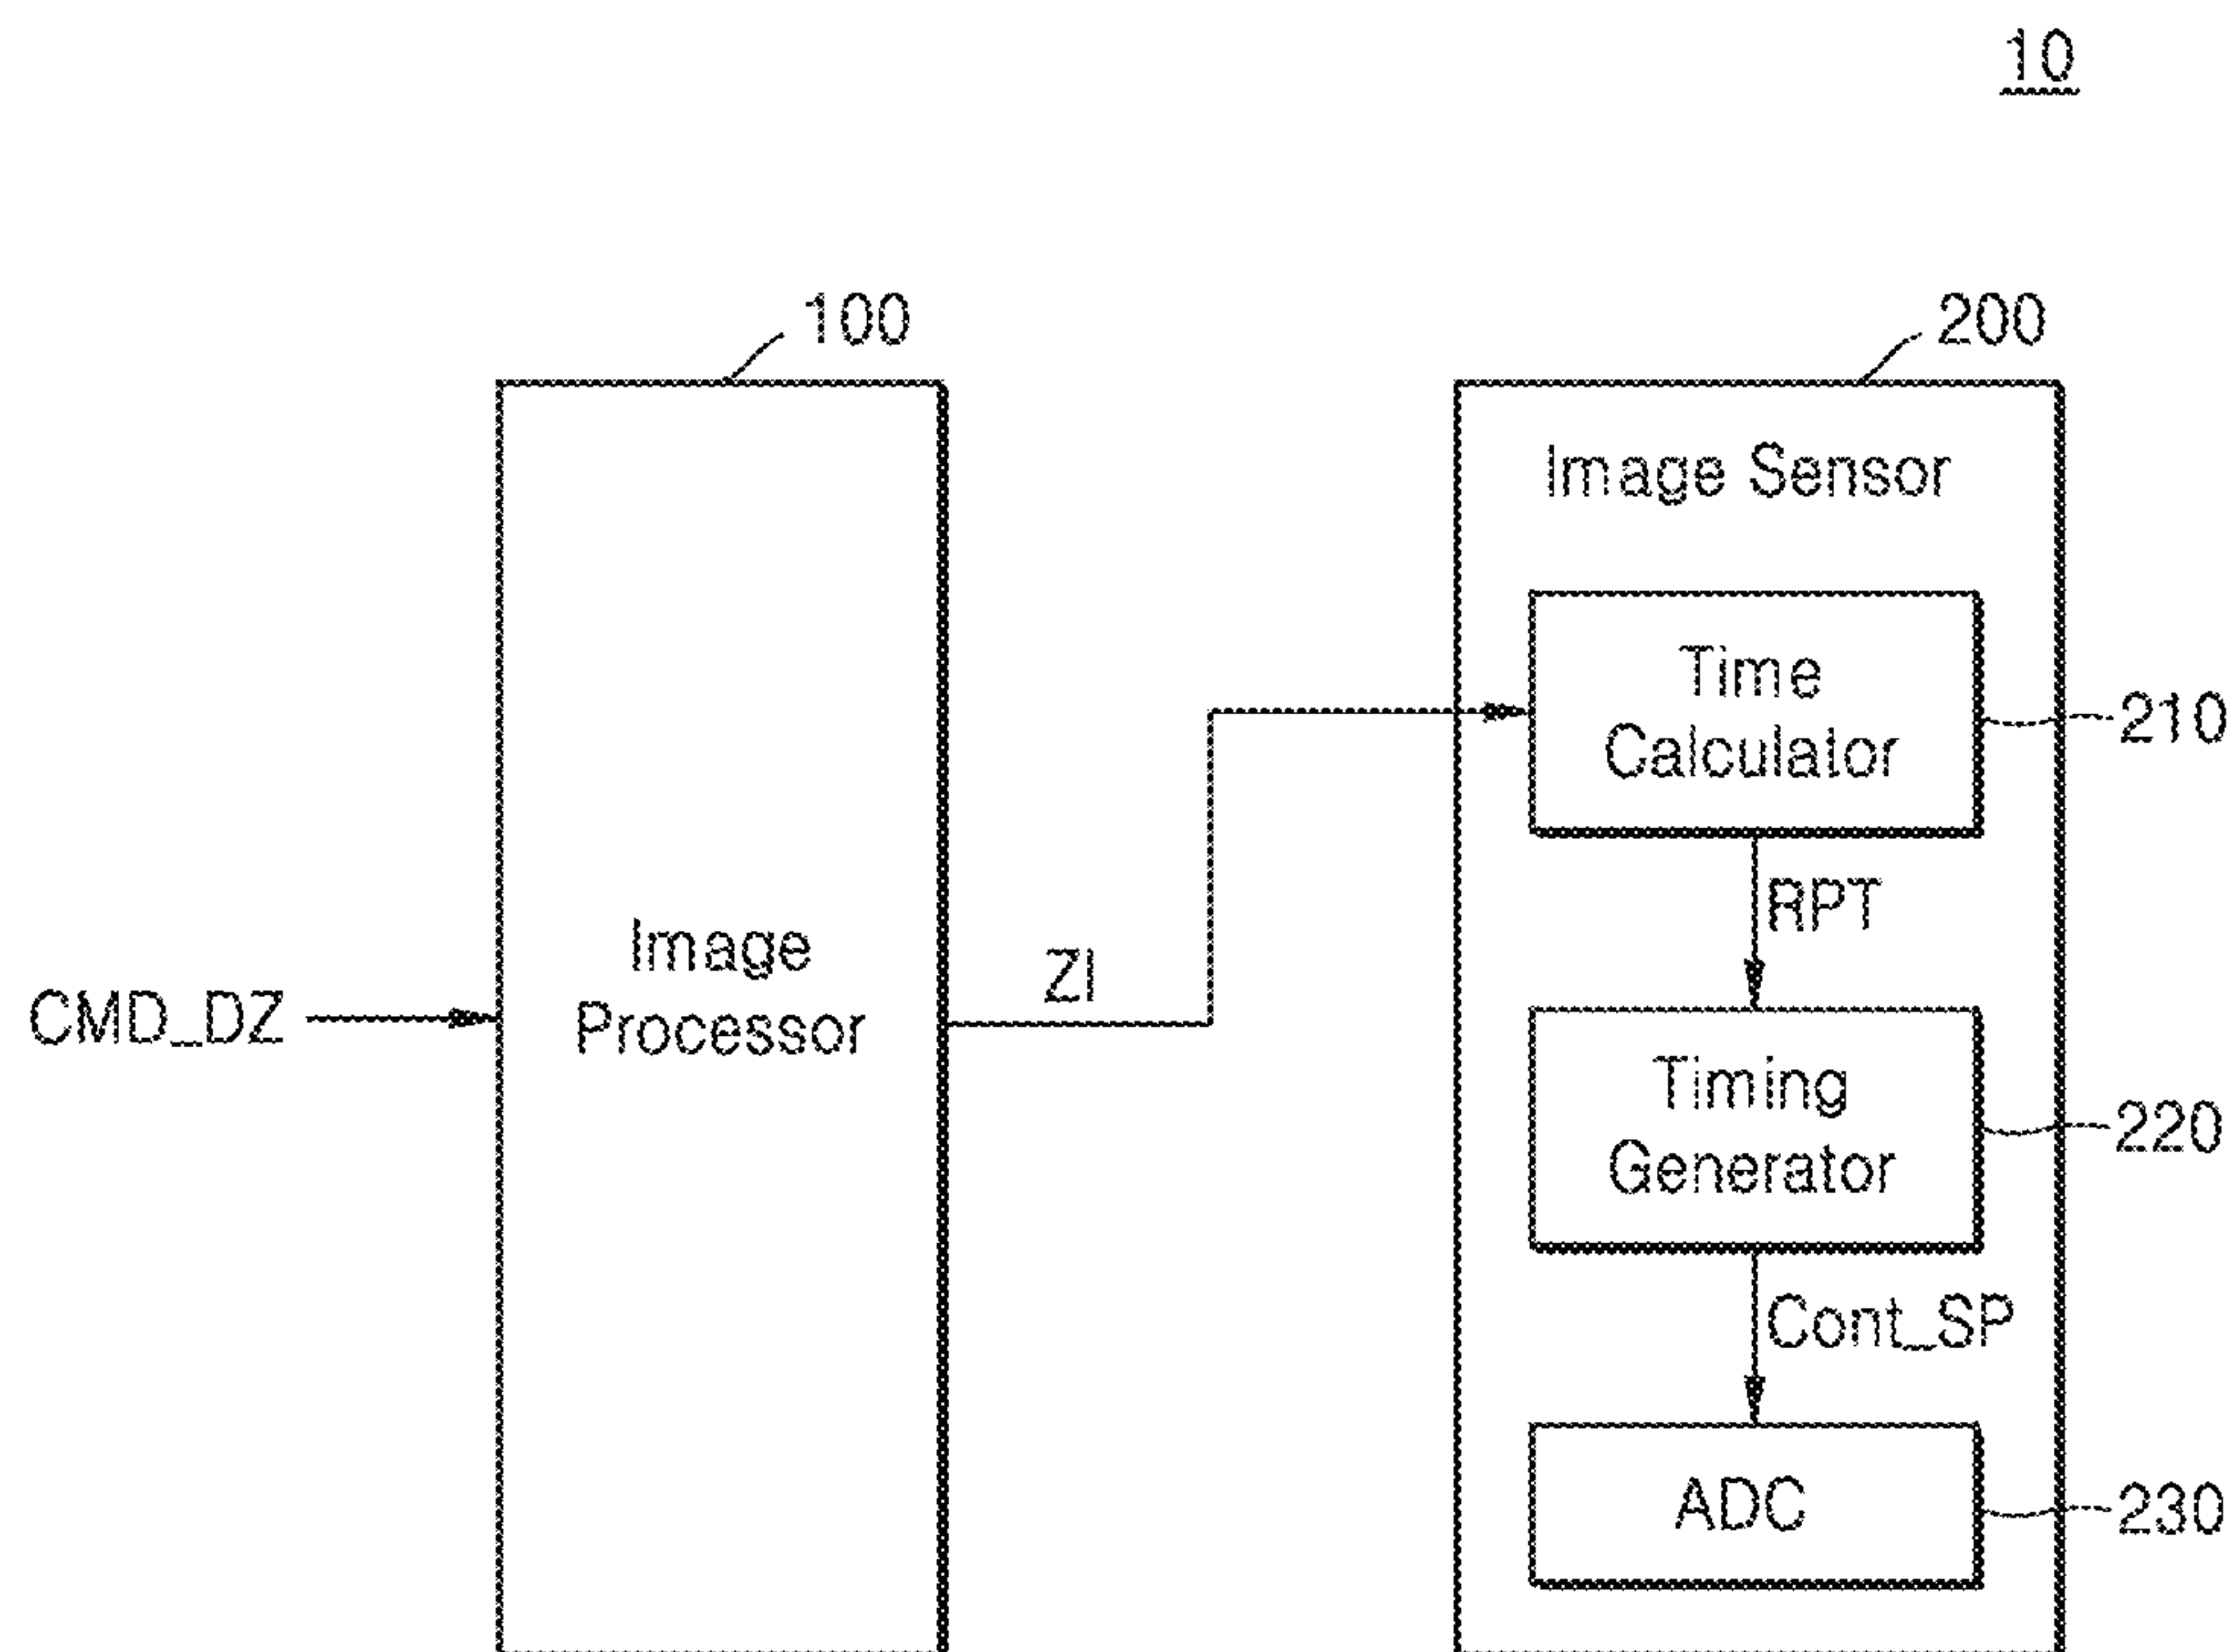 10
100
200
Image Sensor
Time
Calculator
210
RPT
Image
Processor
ZI
CMD_DZ
Timing
Generator
220
Cont_SP
ADC
230